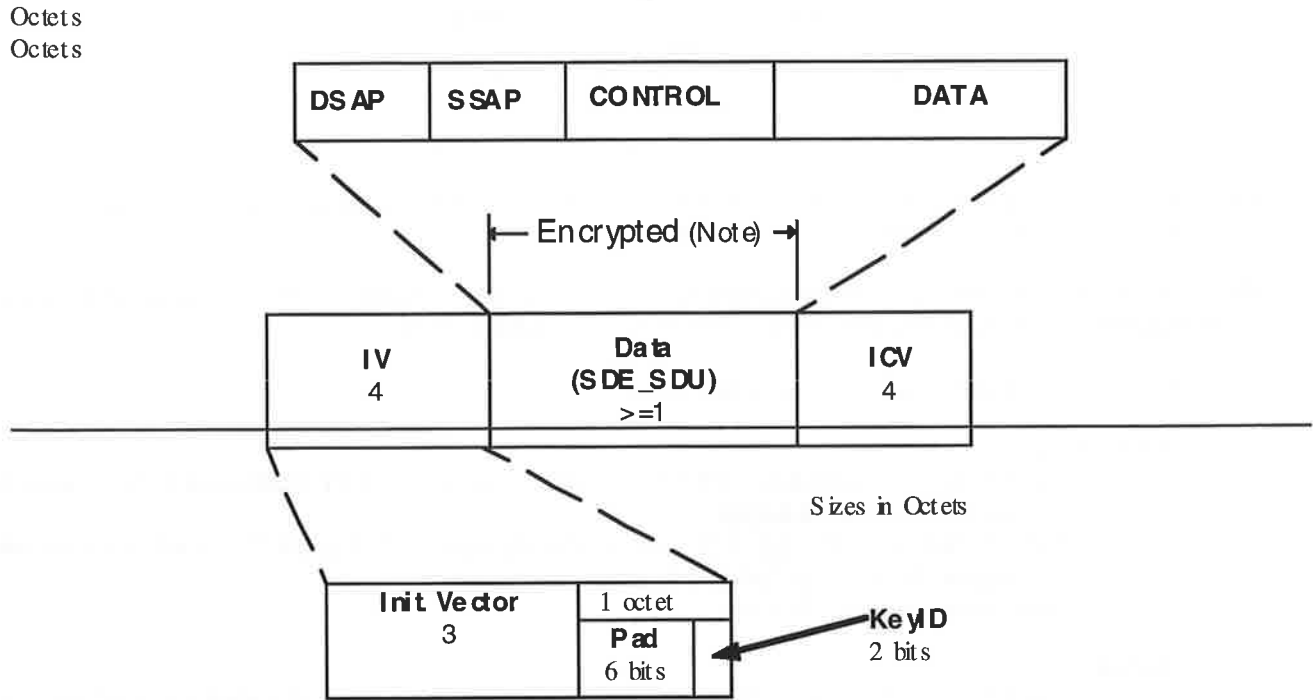 Octets
Octets
DSAP SSAP CONTROL DATA
Encrypted (Note)
IV
4
Data
(SDE_SDU)
>=1
ICV
4
Sizes in Octets
Init. Vector
3
1 octet
Pad
6 bits
KeyID
2 bits